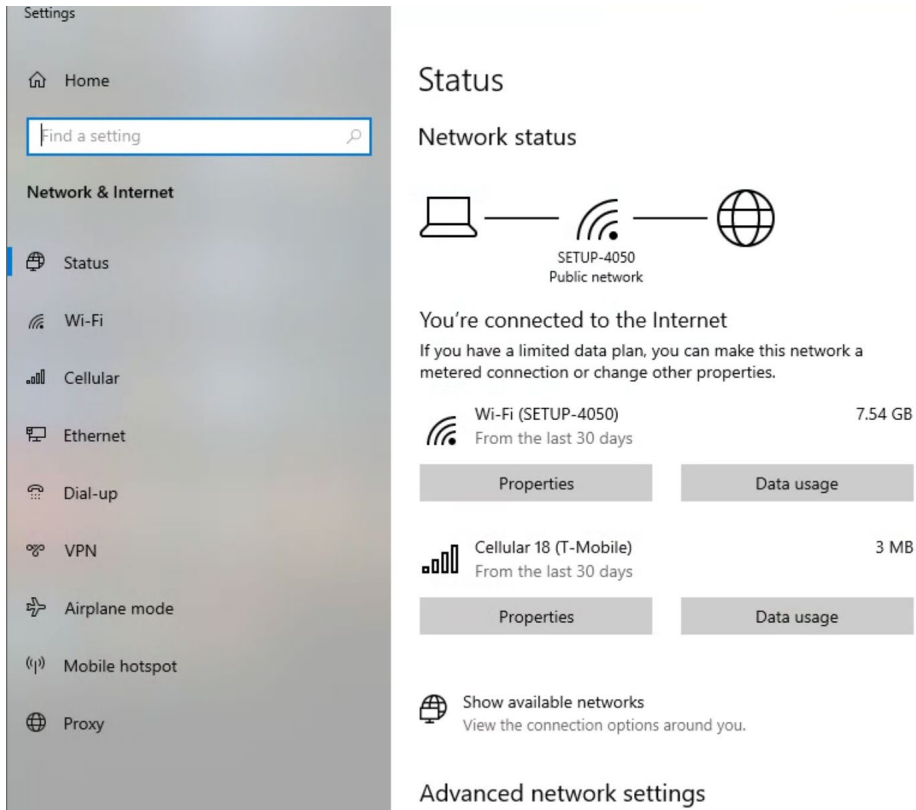 Settings
Home
Find a setting
Network & Internet
Status
Wi-Fi
Cellular
Ethernet
Dial-up
VPN
Airplane mode
Mobile hotspot
Proxy
Status
Network status
SETUP-4050
Public network
You're connected to the Internet
If you have a limited data plan, you can make this network a
metered connection or change other properties.
Wi-Fi (SETUP-4050) 7.54 GB
From the last 30 days
Properties Data usage
Cellular 18 (T-Mobile) 3 MB
From the last 30 days
Properties Data usage
Show available networks
View the connection options around you.
Advanced network settings